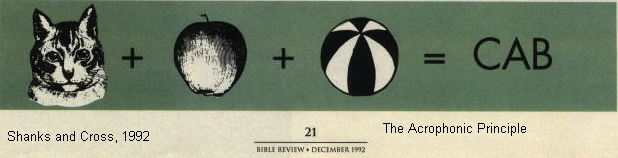 + + = CAB
Shanks and Cross, 1992
21
The Acrophonic Principle
BIBLE REVIEW • DECEMBER 1992